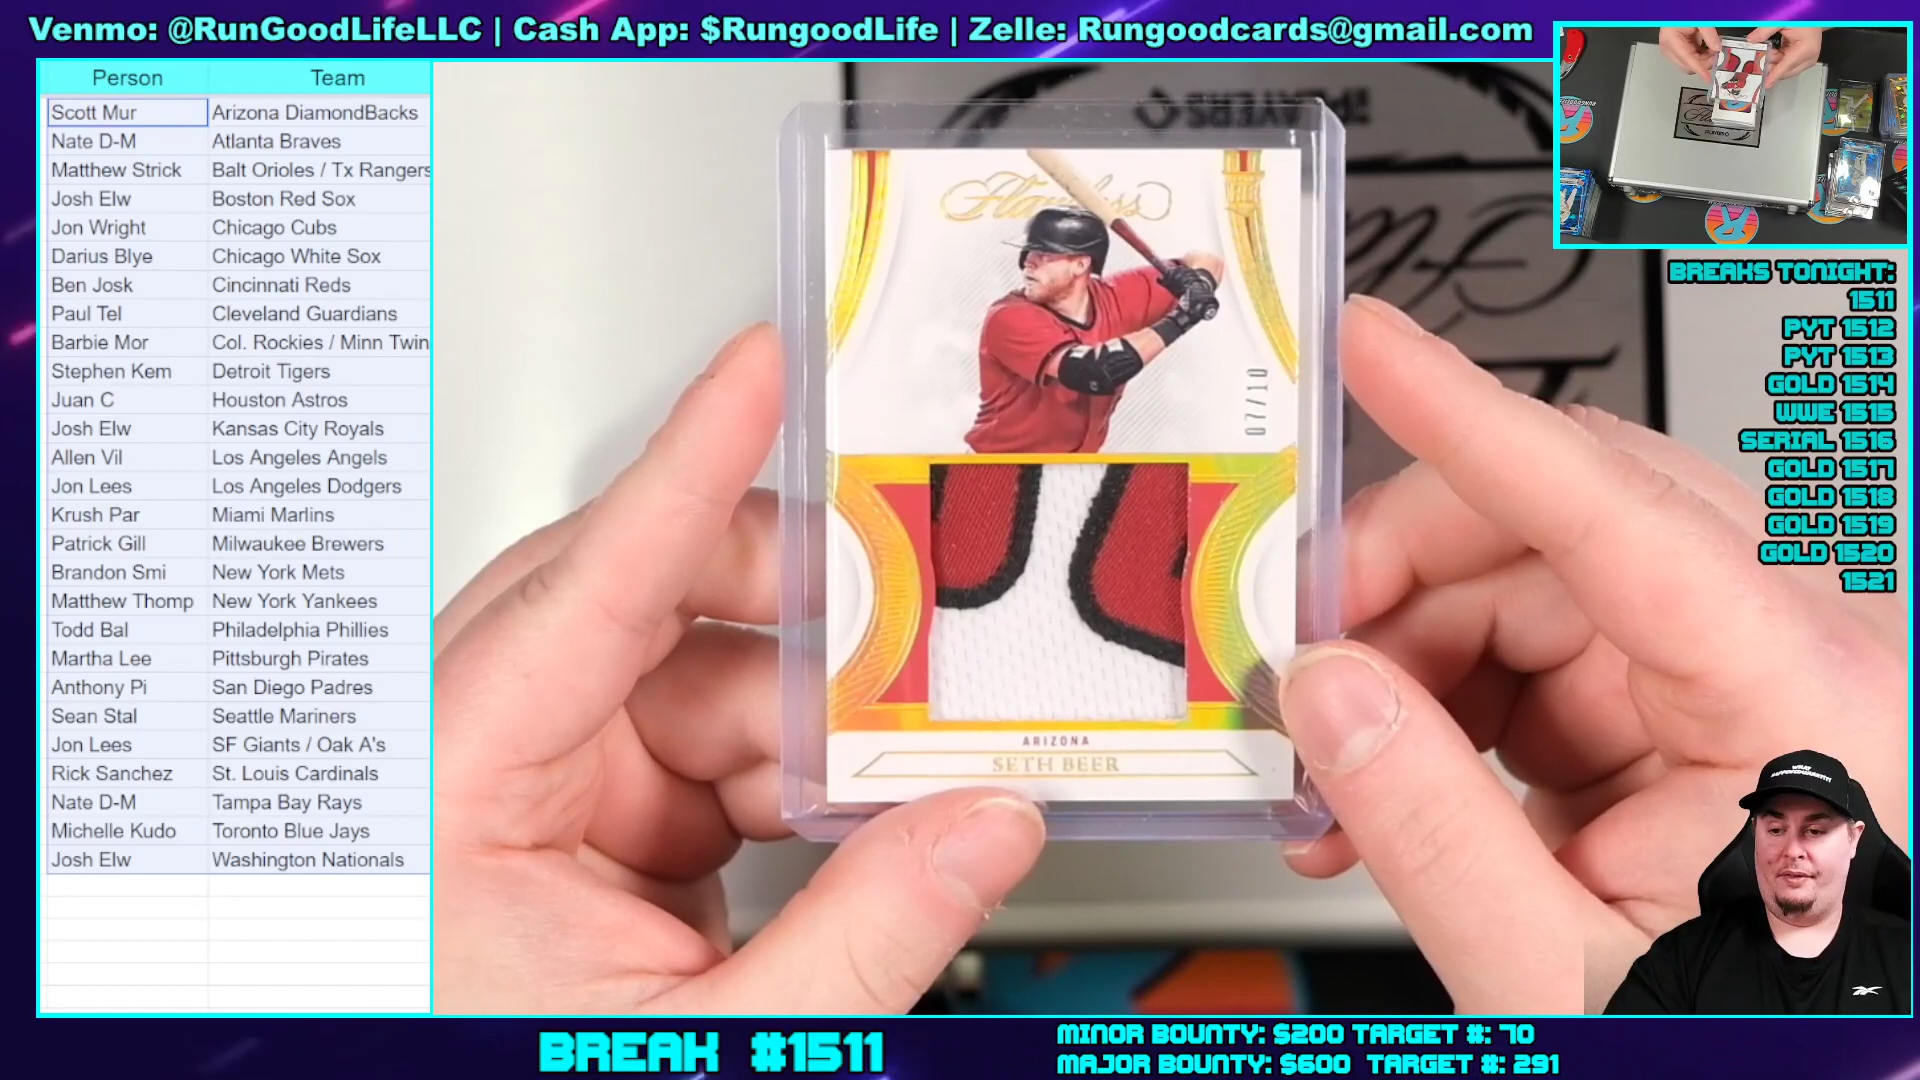 Venmo: @RunGoodLifeLLC | Cash App: $RungoodLife | Zelle: Rungoodcards@gmail.com
Person Team
Scott Mur Arizona DiamondBacks
Nate D-M Atlanta Braves
Matthew Strick Balt Orioles / Tx Rangers
Josh Elw Boston Red Sox
Jon Wright Chicago Cubs
Darius Blye Chicago White Sox
Ben Josk Cincinnati Reds
Paul Tel Cleveland Guardians
Barbie Mor Col. Rockies / Minn Twin
Stephen Kem Detroit Tigers
Juan C Houston Astros
Josh Elw Kansas City Royals
Allen Vil Los Angeles Angels
Jon Lees Los Angeles Dodgers
Krush Par Miami Marlins
Patrick Gill Milwaukee Brewers
Brandon Smi New York Mets
Matthew Thomp New York Yankees
Todd Bal Philadelphia Phillies
Martha Lee Pittsburgh Pirates
Anthony Pi San Diego Padres
Sean Stal Seattle Mariners
Jon Lees SF Giants / Oak A's
Rick Sanchez St. Louis Cardinals
Nate D-M Tampa Bay Rays
Michelle Kudo Toronto Blue Jays
Josh Elw Washington Nationals
PLAYERS
Flawless
07/10
ARIZONA
SETH BEER
BREAKS TONIGHT:
1511
PYT 1512
PYT 1513
GOLD 1514
WWE 1515
SERIAL 1516
GOLD 1517
GOLD 1518
GOLD 1519
GOLD 1520
1521
BREAK #1511
MINOR BOUNTY: $200 TARGET #: 70
MAJOR BOUNTY: $600 TARGET #: 291